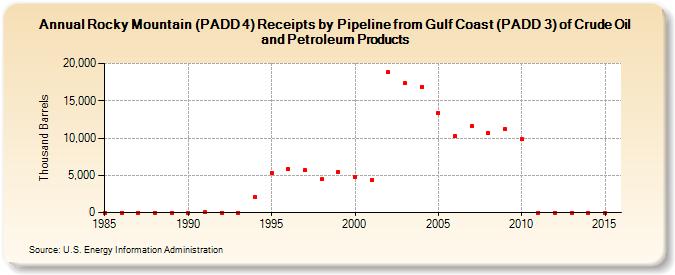 Annual Rocky Mountain (PADD 4) Receipts by Pipeline from Gulf Coast (PADD 3) of Crude Oil
and Petroleum Products
Thousand Barrels
20,000
15,000
10,000
5,000
0
1985 1990 1995 2000 2005 2010 2015
Source: U.S. Energy Information Administration